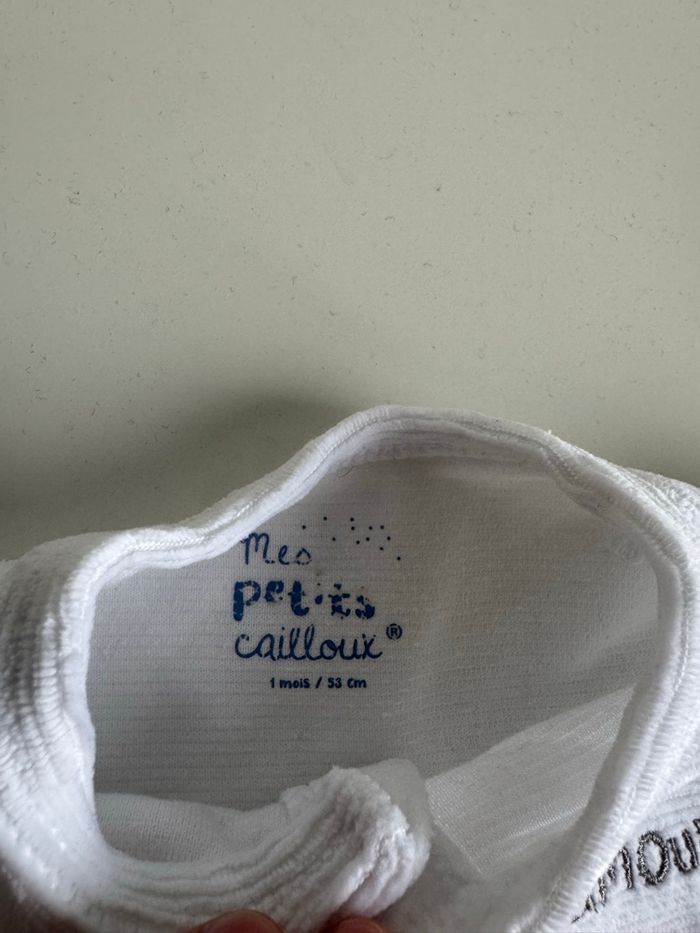 Mes
petits
cailloux®
1 mois / 53 cm